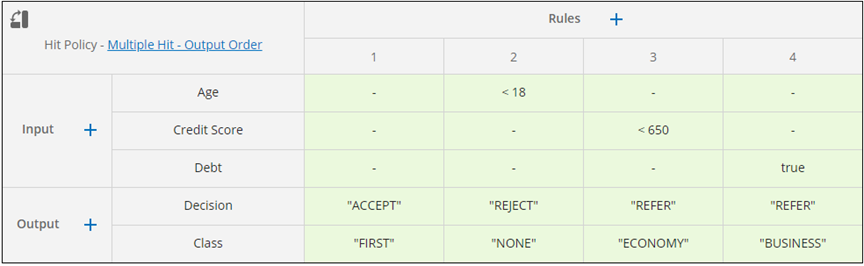 Rules +
Hit Policy - Multiple Hit - Output Order
1 2 3 4
Input +
Age - < 18 - -
Credit Score - - < 650 -
Debt - - - true
Output +
Decision "ACCEPT" "REJECT" "REFER" "REFER"
Class "FIRST" "NONE" "ECONOMY" "BUSINESS"